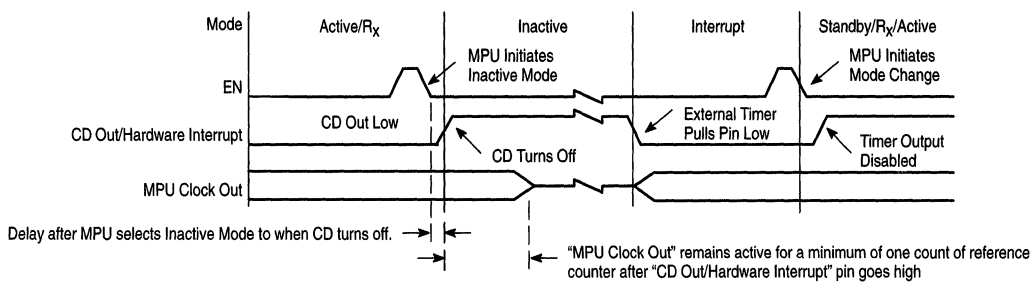 Mode Active/Rx Inactive Interrupt Standby/Rx/Active
MPU Initiates
Inactive Mode
MPU Initiates
Mode Change
EN
CD Out Low
External Timer
Pulls Pin Low
CD Out/Hardware Interrupt
CD Turns Off
Timer Output
Disabled
MPU Clock Out
Delay after MPU selects Inactive Mode to when CD turns off.
“MPU Clock Out” remains active for a minimum of one count of reference
counter after “CD Out/Hardware Interrupt” pin goes high